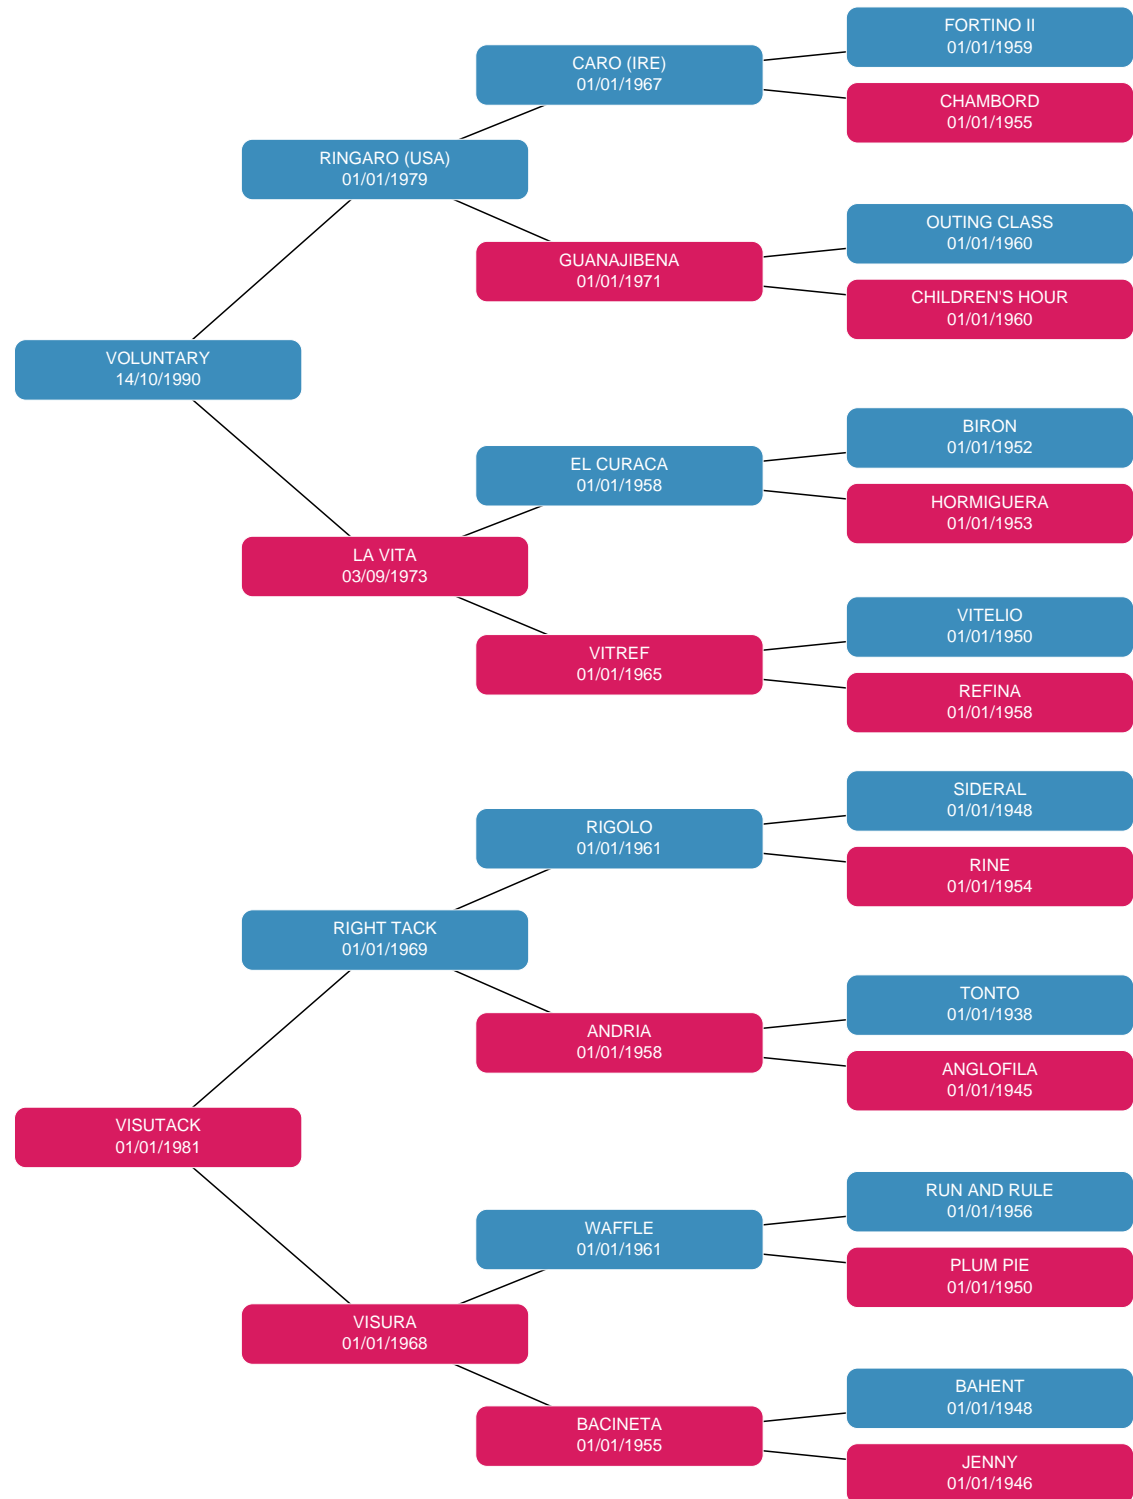 FORTINO II
01/01/1959
CARO (IRE)
01/01/1967
CHAMBORD
01/01/1955
RINGARO (USA)
01/01/1979
OUTING CLASS
01/01/1960
GUANAJIBENA
01/01/1971
CHILDREN'S HOUR
01/01/1960
VOLUNTARY
14/10/1990
BIRON
01/01/1952
EL CURACA
01/01/1958
HORMIGUERA
01/01/1953
LA VITA
03/09/1973
VITELIO
01/01/1950
VITREF
01/01/1965
REFINA
01/01/1958
SIDERAL
01/01/1948
RIGOLO
01/01/1961
RINE
01/01/1954
RIGHT TACK
01/01/1969
TONTO
01/01/1938
ANDRIA
01/01/1958
ANGLOFILA
01/01/1945
VISUTACK
01/01/1981
RUN AND RULE
01/01/1956
WAFFLE
01/01/1961
PLUM PIE
01/01/1950
VISURA
01/01/1968
BAHENT
01/01/1948
BACINETA
01/01/1955
JENNY
01/01/1946